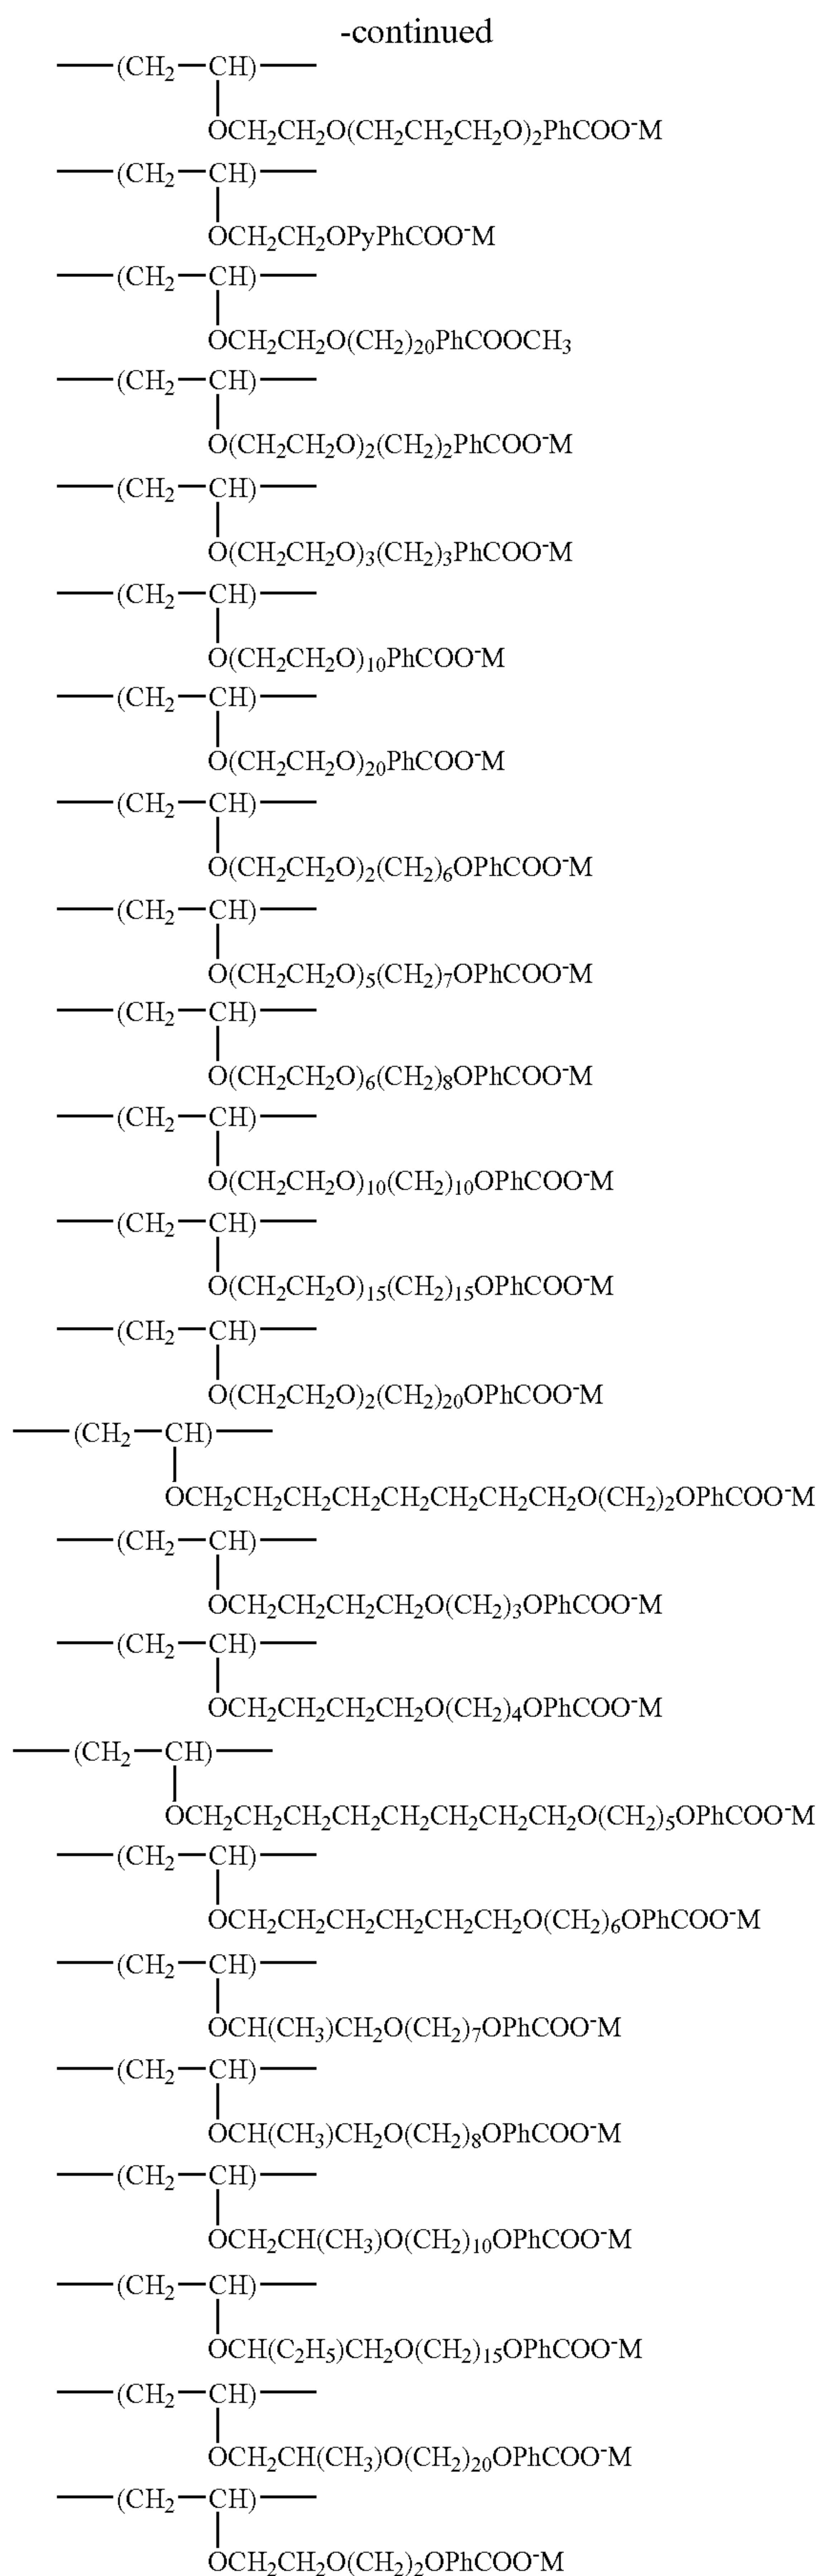 -continued
—(CH₂—CH)—
OCH₂CH₂O(CH₂CH₂CH₂O)₂PhCOO⁻M
—(CH₂—CH)—
OCH₂CH₂OPyPhCOO⁻M
—(CH₂—CH)—
OCH₂CH₂O(CH₂)₂₀PhCOOCH₃
—(CH₂—CH)—
O(CH₂CH₂O)₂(CH₂)₂PhCOO⁻M
—(CH₂—CH)—
O(CH₂CH₂O)₃(CH₂)₃PhCOO⁻M
—(CH₂—CH)—
O(CH₂CH₂O)₁₀PhCOO⁻M
—(CH₂—CH)—
O(CH₂CH₂O)₂₀PhCOO⁻M
—(CH₂—CH)—
O(CH₂CH₂O)₂(CH₂)₆OPhCOO⁻M
—(CH₂—CH)—
O(CH₂CH₂O)₅(CH₂)₇OPhCOO⁻M
—(CH₂—CH)—
O(CH₂CH₂O)₆(CH₂)₈OPhCOO⁻M
—(CH₂—CH)—
O(CH₂CH₂O)₁₀(CH₂)₁₀OPhCOO⁻M
—(CH₂—CH)—
O(CH₂CH₂O)₁₅(CH₂)₁₅OPhCOO⁻M
—(CH₂—CH)—
O(CH₂CH₂O)₂(CH₂)₂₀OPhCOO⁻M
—(CH₂—CH)—
OCH₂CH₂CH₂CH₂CH₂CH₂CH₂CH₂O(CH₂)₂OPhCOO⁻M
—(CH₂—CH)—
OCH₂CH₂CH₂CH₂O(CH₂)₃OPhCOO⁻M
—(CH₂—CH)—
OCH₂CH₂CH₂CH₂O(CH₂)₄OPhCOO⁻M
—(CH₂—CH)—
OCH₂CH₂CH₂CH₂CH₂CH₂CH₂CH₂O(CH₂)₅OPhCOO⁻M
—(CH₂—CH)—
OCH₂CH₂CH₂CH₂CH₂CH₂O(CH₂)₆OPhCOO⁻M
—(CH₂—CH)—
OCH(CH₃)CH₂O(CH₂)₇OPhCOO⁻M
—(CH₂—CH)—
OCH(CH₃)CH₂O(CH₂)₈OPhCOO⁻M
—(CH₂—CH)—
OCH₂CH(CH₃)O(CH₂)₁₀OPhCOO⁻M
—(CH₂—CH)—
OCH(C₂H₅)CH₂O(CH₂)₁₅OPhCOO⁻M
—(CH₂—CH)—
OCH₂CH(CH₃)O(CH₂)₂₀OPhCOO⁻M
—(CH₂—CH)—
OCH₂CH₂O(CH₂)₂OPhCOO⁻M